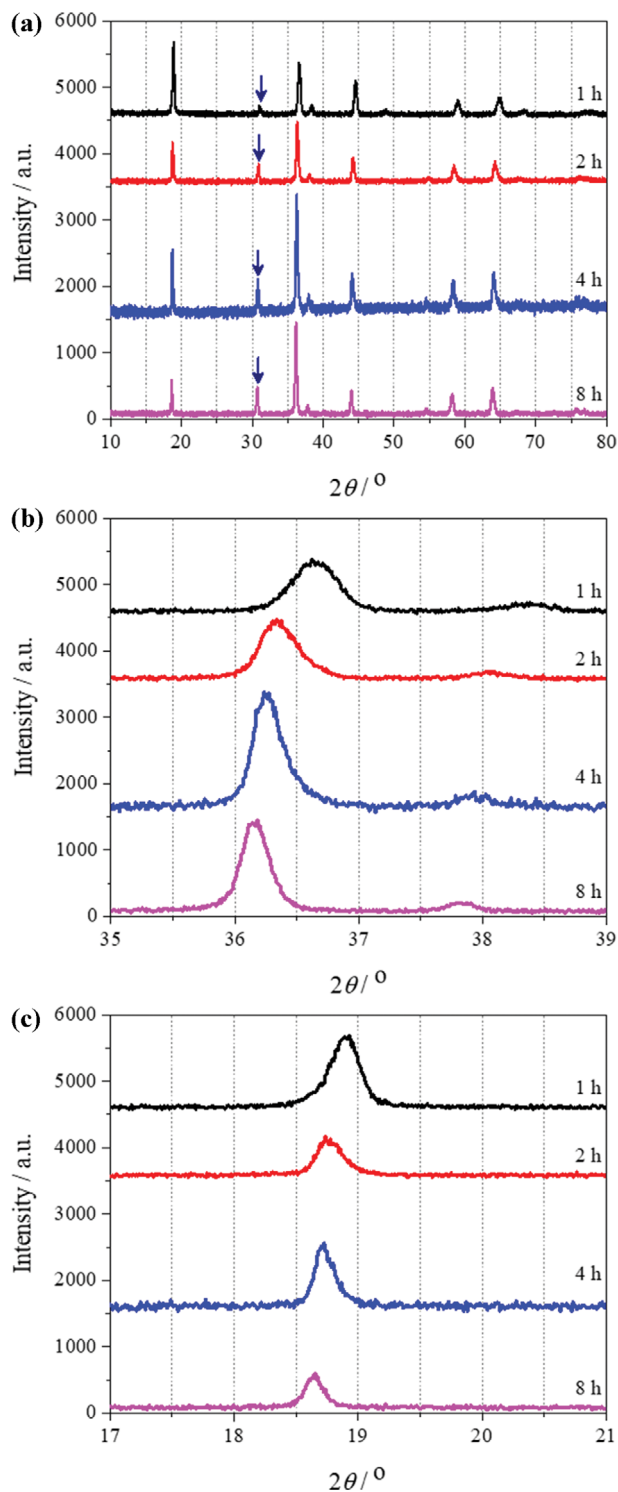 (a)
6000
5000
4000
3000
2000
1000
0
Intensity / a.u.
1 h
2 h
4 h
8 h
10 20 30 40 50 60 70 80
2θ / °
(b)
6000
5000
4000
3000
2000
1000
0
Intensity / a.u.
1 h
2 h
4 h
8 h
35 36 37 38 39
2θ / °
(c)
6000
5000
4000
3000
2000
1000
0
Intensity / a.u.
1 h
2 h
4 h
8 h
17 18 19 20 21
2θ / °